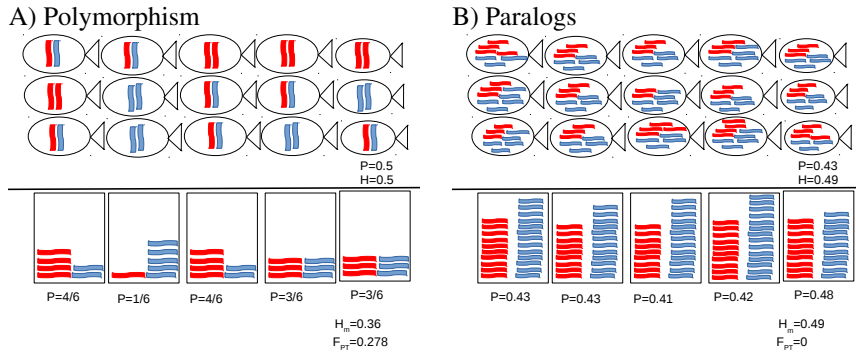 A) Polymorphism
P=0.5
H=0.5
P=4/6 P=1/6 P=4/6 P=3/6 P=3/6
Hm=0.36
FPT=0.278
B) Paralogs
P=0.43
H=0.49
P=0.43 P=0.43 P=0.41 P=0.42 P=0.48
Hm=0.49
FPT=0